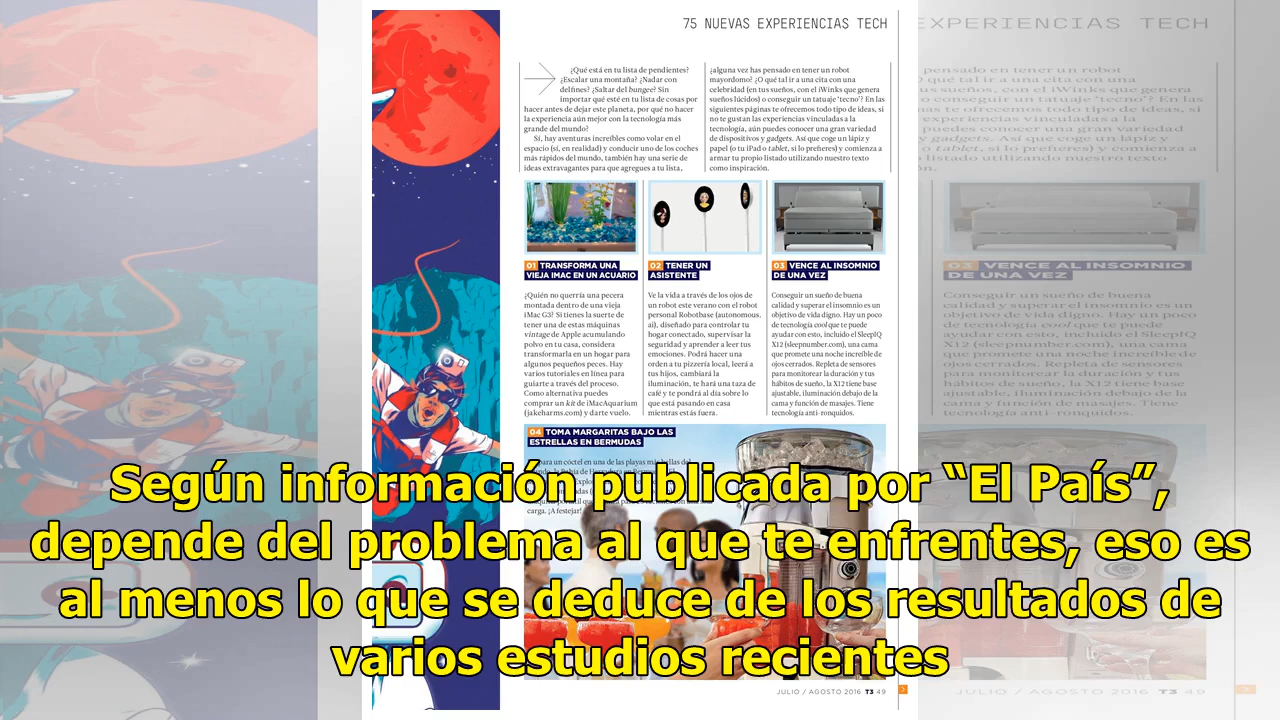 75 NUEVAS EXPERIENCIAS TECH
¿Qué está en tu lista de pendientes?
¿Escalar una montaña? ¿Nadar con
delfines? ¿Saltar del bungee? Sin
importar qué esté en tu lista de cosas por
hacer antes de dejar este planeta, por qué no hacer
la experiencia aún mejor con la tecnología más
grande del mundo?
Sí, hay aventuras increíbles como volar en el
espacio (sí, en realidad) y conducir uno de los coches
más rápidos del mundo, también hay una serie de
ideas extravagantes para que agregues a tu lista,
¿alguna vez has pensado en tener un robot
mayordomo? ¿O qué tal ir a una cita con una
celebridad (en tus sueños, con el iWinks que genera
sueños lúcidos) o conseguir un tatuaje 'tecno'? En las
siguientes páginas te ofrecemos todo tipo de ideas, si
no te gustan las experiencias vinculadas a la
tecnología, aún puedes conocer una gran variedad
de dispositivos y gadgets. Así que coge un lápiz y
papel (o tu iPad o tablet, si lo prefieres) y comienza a
armar tu propio listado utilizando nuestro texto
como inspiración.
01 TRANSFORMA UNA
VIEJA IMAC EN UN ACUARIO
¿Quién no querría una pecera
montada dentro de una vieja
iMac G3? Si tienes la suerte de
tener una de estas máquinas
vintage de Apple acumulando
polvo en tu casa, considera
transformarla en un hogar para
algunos pequeños peces. Hay
varios tutoriales en línea para
guiarte a través del proceso.
Como alternativa puedes
comprar un kit de iMacAquarium
(jakeharms.com) y darte vuelo.
02 TENER UN
ASISTENTE
Ve la vida a través de los ojos de
un robot este verano con el robot
personal Robotbase (autonomous.
ai), diseñado para controlar tu
hogar conectado, supervisar la
seguridad y aprender a leer tus
emociones. Podrá hacer una
orden a tu pizzería local, leerá a
tus hijos, cambiará la
iluminación, te hará una taza de
café y te pondrá al día sobre lo
que está pasando en casa
mientras estás fuera.
03 VENCE AL INSOMNIO
DE UNA VEZ
Conseguir un sueño de buena
calidad y superar el insomnio es un
objetivo de vida digno. Hay un poco
de tecnología cool que te puede
ayudar con esto, incluido el SleepIQ
X12 (sleepnumber.com), una cama
que promete una noche increíble de
ojos cerrados. Repleta de sensores
para monitorear la duración y tus
hábitos de sueño, la X12 tiene base
ajustable, iluminación debajo de la
cama y función de masajes. Tiene
tecnología anti-ronquidos.
04 TOMA MARGARITAS BAJO LAS
ESTRELLAS EN BERMUDAS
para un cóctel en una de las playas más bellas del
carga. ¡A festejar!
Según información publicada por “El País”,
depende del problema al que te enfrentes, eso es
al menos lo que se deduce de los resultados de
varios estudios recientes
JULIO / AGOSTO 2016 T3 49